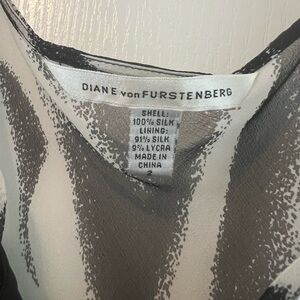 DIANE von FURSTENBERG
SHELL:
100% SILK
LINING:
91% SILK
9% LYCRA
MADE IN
CHINA
2